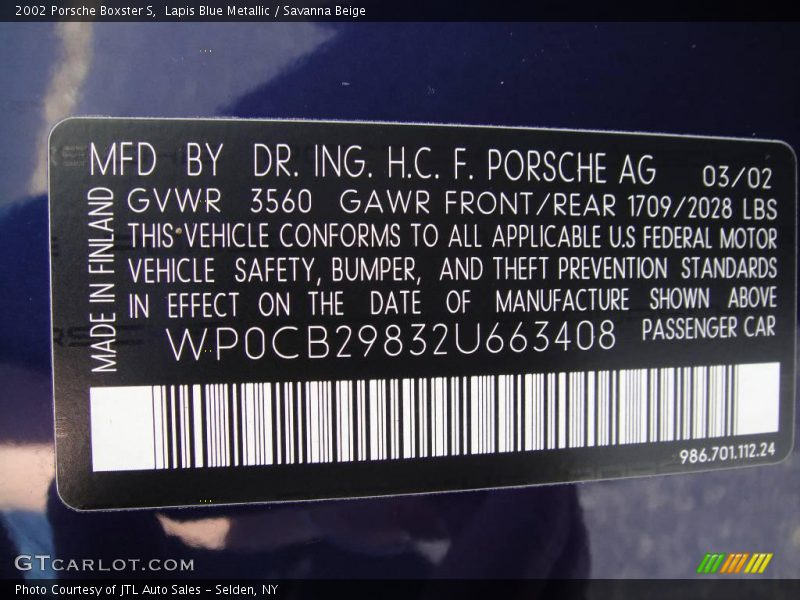 2002 Porsche Boxster S,  Lapis Blue Metallic / Savanna Beige
MFD BY DR. ING. H.C. F. PORSCHE AG 03/02
GVWR 3560 GAWR FRONT/REAR 1709/2028 LBS
THIS VEHICLE CONFORMS TO ALL APPLICABLE U.S FEDERAL MOTOR
VEHICLE SAFETY, BUMPER, AND THEFT PREVENTION STANDARDS
IN EFFECT ON THE DATE OF MANUFACTURE SHOWN ABOVE
WP0CB29832U663408 PASSENGER CAR
MADE IN FINLAND
986.701.112.24
GTCARLOT.COM
Photo Courtesy of JTL Auto Sales - Selden, NY